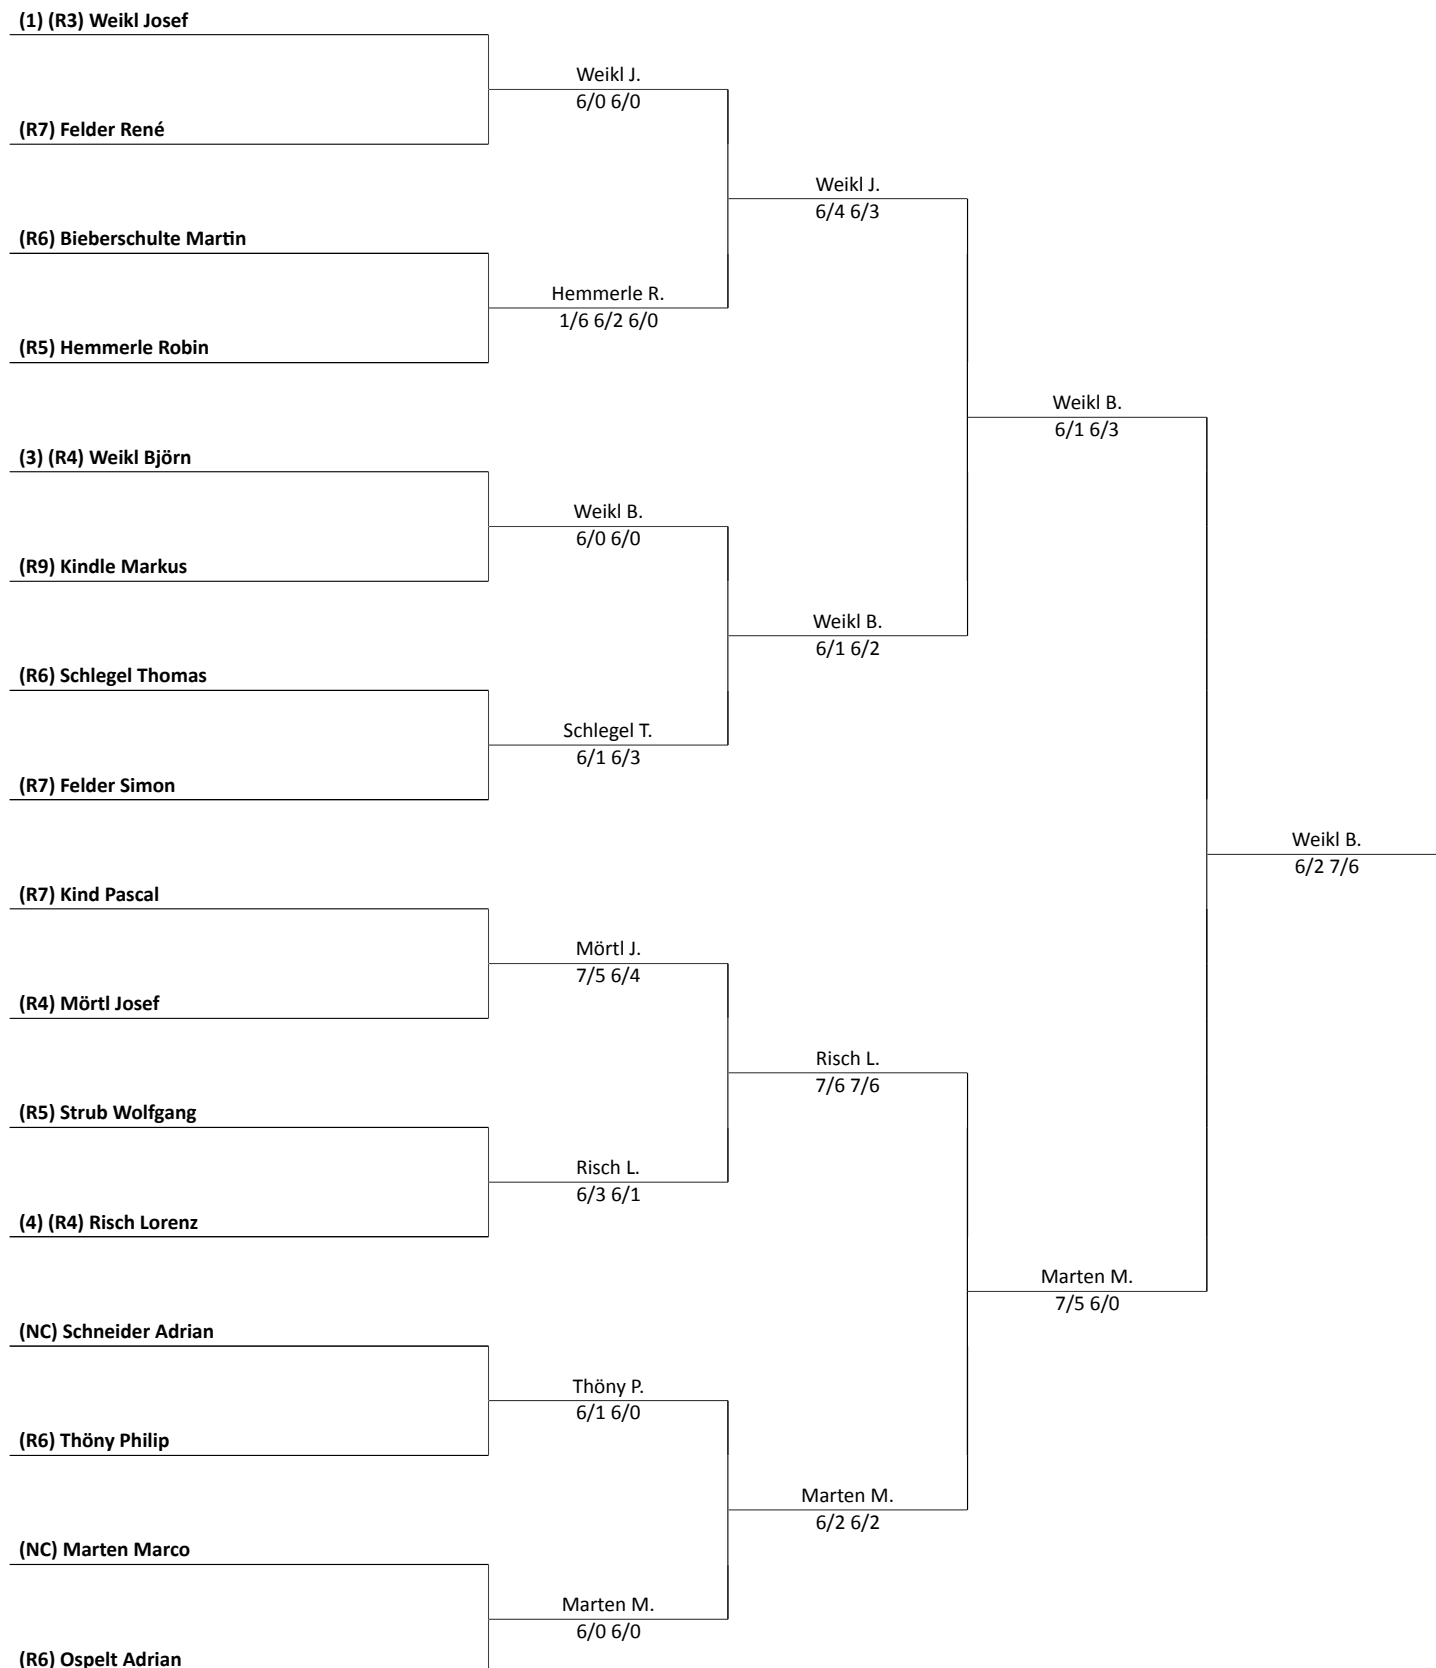 (1) (R3) Weikl Josef
Weikl J.
6/0 6/0
(R7) Felder René
Weikl J.
6/4 6/3
(R6) Bieberschulte Martin
Hemmerle R.
1/6 6/2 6/0
(R5) Hemmerle Robin
Weikl B.
6/1 6/3
(3) (R4) Weikl Björn
Weikl B.
6/0 6/0
(R9) Kindle Markus
Weikl B.
6/1 6/2
(R6) Schlegel Thomas
Schlegel T.
6/1 6/3
(R7) Felder Simon
Weikl B.
6/2 7/6
(R7) Kind Pascal
Mörtl J.
7/5 6/4
(R4) Mörtl Josef
Risch L.
7/6 7/6
(R5) Strub Wolfgang
Risch L.
6/3 6/1
(4) (R4) Risch Lorenz
Marten M.
7/5 6/0
(NC) Schneider Adrian
Thöny P.
6/1 6/0
(R6) Thöny Philip
Marten M.
6/2 6/2
(NC) Marten Marco
Marten M.
6/0 6/0
(R6) Ospelt Adrian